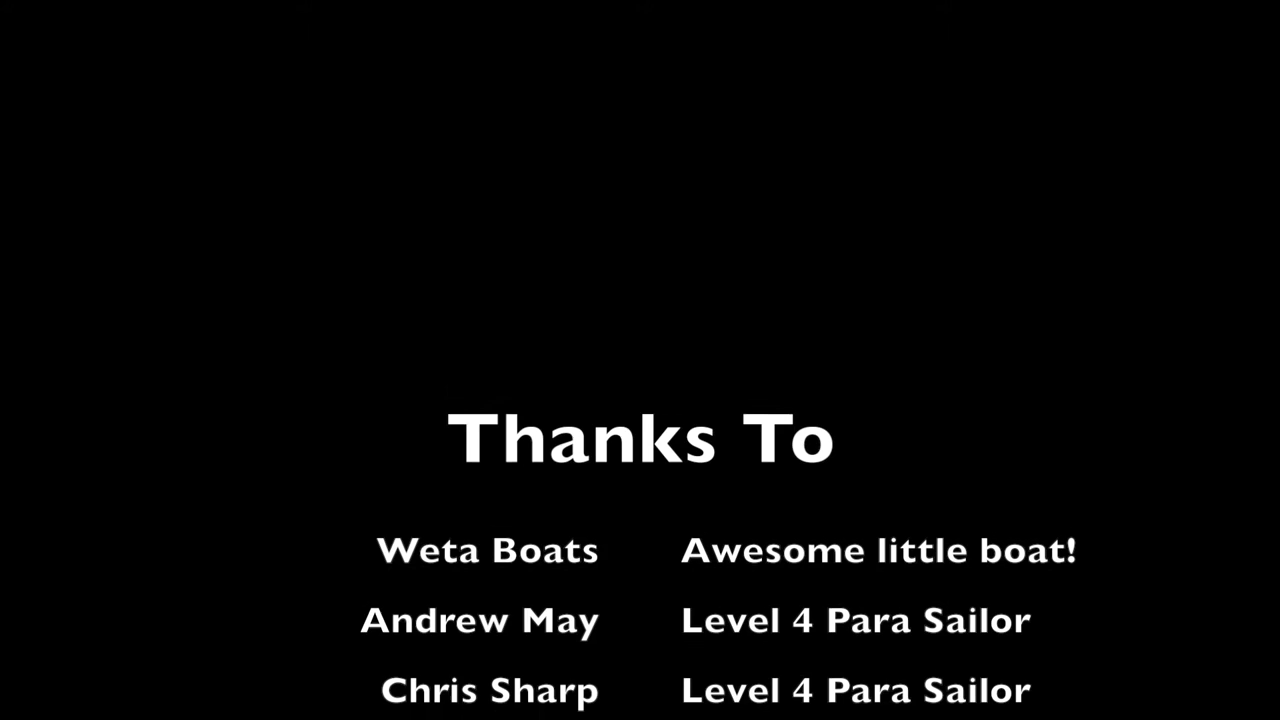 Thanks To
Weta Boats Awesome little boat!
Andrew May Level 4 Para Sailor
Chris Sharp Level 4 Para Sailor